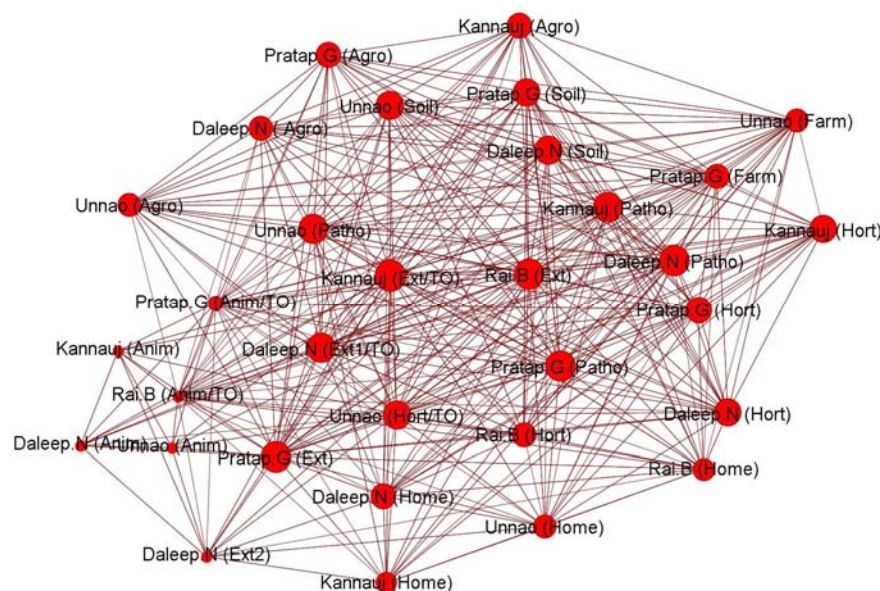 Kannauj (Agro)
Pratap.G (Agro)
Pratap.G (Soil)
Unnao (Soil)
Unnao (Farm)
Daleep.N ( Agro)
Daleep.N (Soil)
Pratap.G (Farm)
Unnao (Agro)
Kannauj (Patho)
Unnao (Patho)
Kannauj (Hort)
Daleep.N (Patho)
Kannauj (Ext/TO)
Rai.B (Ext)
Pratap.G (Anim/TO)
Pratap.G (Hort)
Kannauj (Anim)
Daleep.N (Ext1/TO)
Pratap.G (Patho)
Rai.B (Anim/TO)
Unnao (Hort/TO)
Daleep.N (Hort)
Rai.B (Hort)
Daleep.N (Anim)
Unnao (Anim)
Pratap.G (Ext)
Rai.B (Home)
Daleep.N (Home)
Unnao (Home)
Daleep.N (Ext2)
Kannauj (Home)